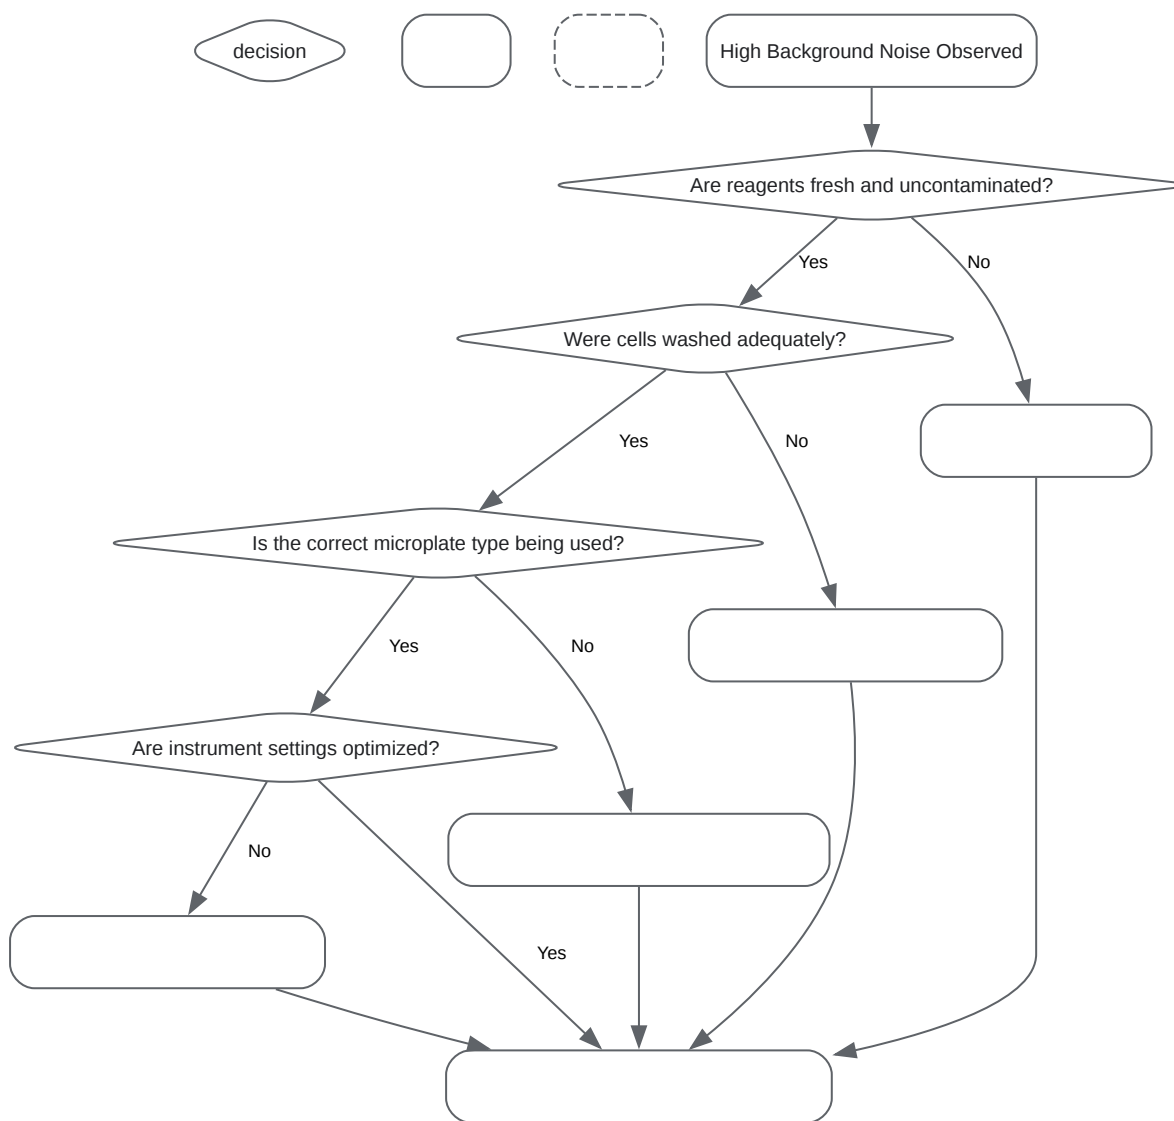 decision
High Background Noise Observed
Are reagents fresh and uncontaminated?
Yes
No
Were cells washed adequately?
Yes
No
Is the correct microplate type being used?
Yes
No
Are instrument settings optimized?
No
Yes